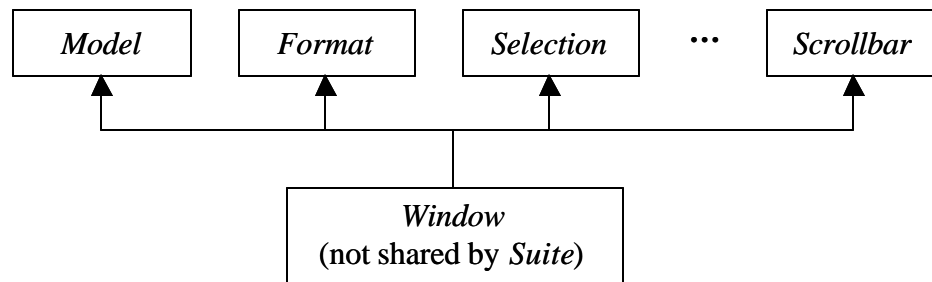 Model Format Selection ... Scrollbar
Window
(not shared by Suite)